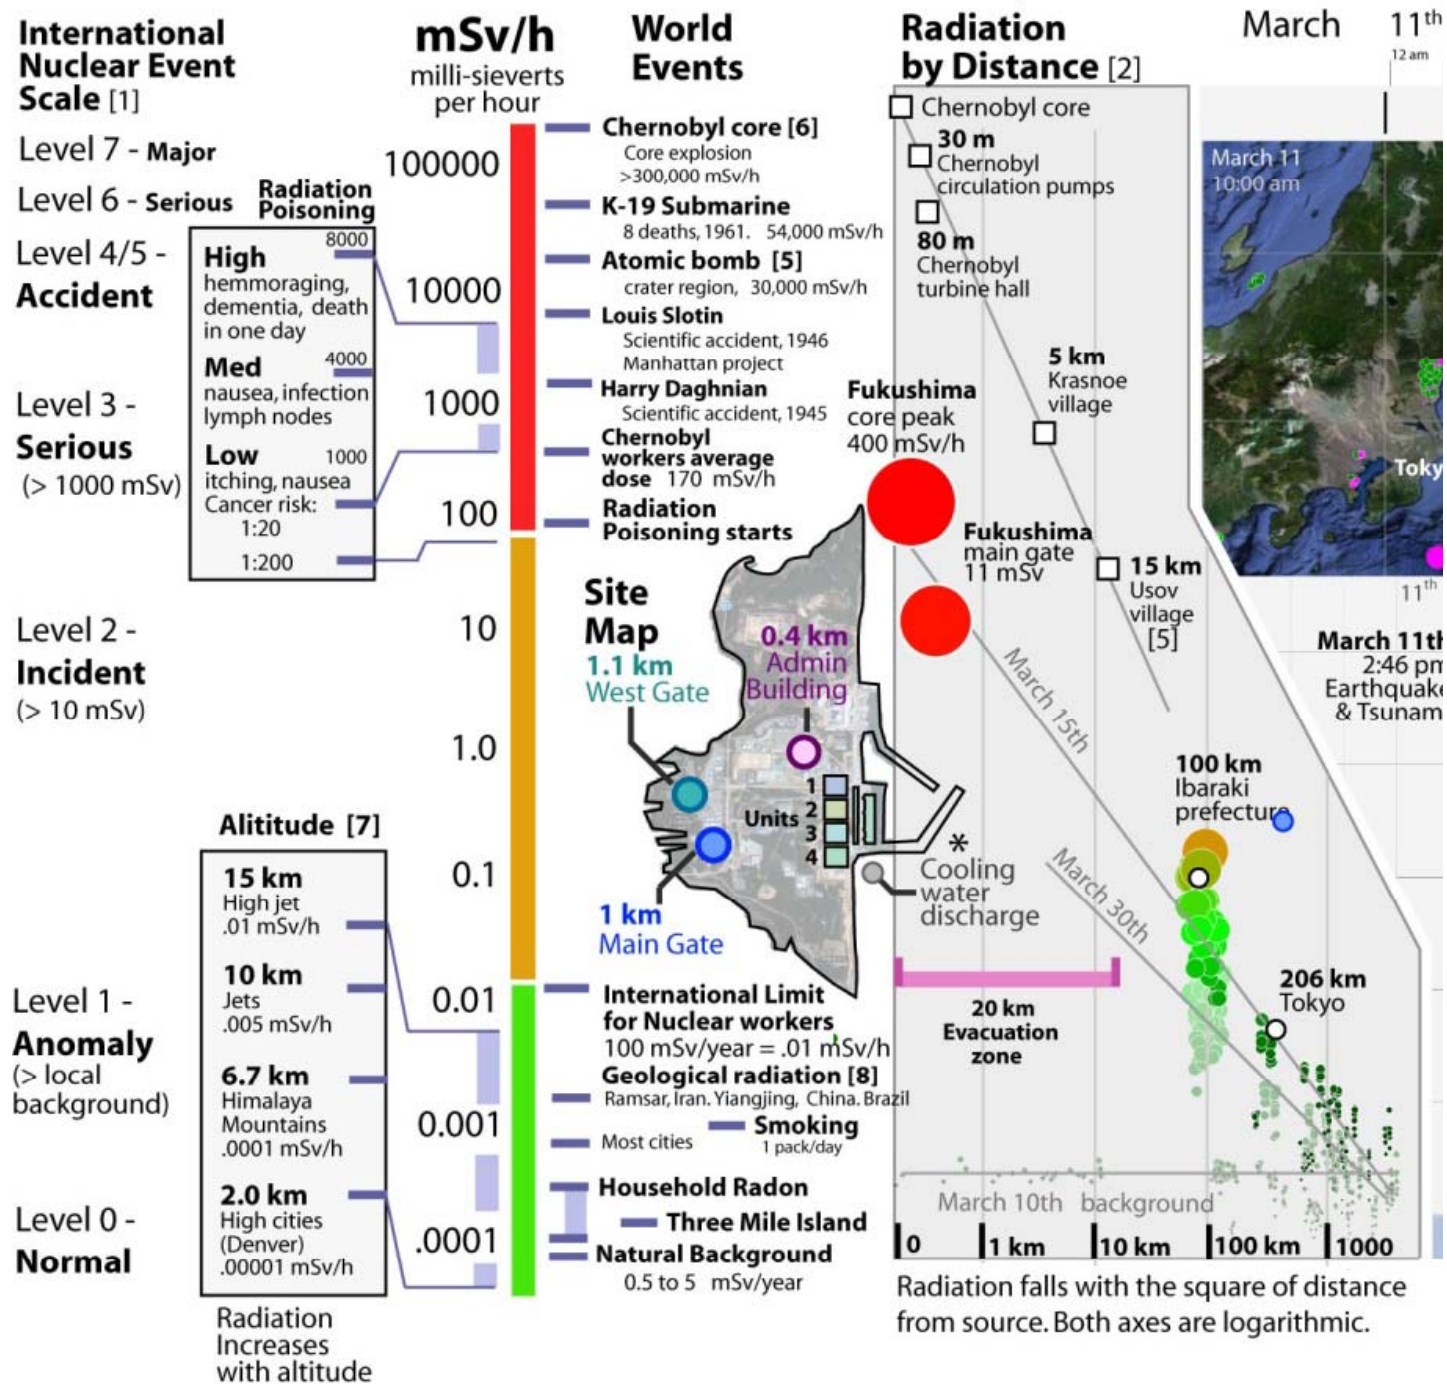 International
Nuclear Event
Scale [1]
Level 7 - Major
Level 6 - Serious
Level 4/5 -
Accident
Level 3 -
Serious
(> 1000 mSv)
Level 2 -
Incident
(> 10 mSv)
Level 1 -
Anomaly
(> local
background)
Level 0 -
Normal
Radiation
Poisoning
8000
High
hemmoraging,
dementia, death
in one day
4000
Med
nausea, infection
lymph nodes
Low
1000
itching, nausea
Cancer risk:
1:20
1:200
Alititude [7]
15 km
High jet
.01 mSv/h
10 km
Jets
.005 mSv/h
6.7 km
Himalaya
Mountains
.0001 mSv/h
2.0 km
High cities
(Denver)
.00001 mSv/h
Radiation
Increases
with altitude
mSv/h
milli-sieverts
per hour
100000
10000
1000
100
10
1.0
0.1
0.01
0.001
.0001
World
Events
Chernobyl core [6]
Core explosion
>300,000 mSv/h
K-19 Submarine
8 deaths, 1961. 54,000 mSv/h
Atomic bomb [5]
crater region, 30,000 mSv/h
Louis Slotin
Scientific accident, 1946
Manhattan project
Harry Daghnian
Scientific accident, 1945
Chernobyl
workers average
dose 170 mSv/h
Radiation
Poisoning starts
Site
Map
1.1 km
West Gate
0.4 km
Admin
Building
Units
1
2
3
4
1 km
Main Gate
*
Cooling
water
discharge
International Limit
for Nuclear workers
100 mSv/year = .01 mSv/h
Geological radiation [8]
Ramsar, Iran. Yiangjing, China. Brazil
Smoking
1 pack/day
Most cities
Household Radon
Three Mile Island
Natural Background
0.5 to 5 mSv/year
Radiation
by Distance [2]
Chernobyl core
30 m
Chernobyl
circulation pumps
80 m
Chernobyl
turbine hall
5 km
Krasnoe
village
Fukushima
core peak
400 mSv/h
Fukushima
main gate
11 mSv
15 km
Usov
village
[5]
March 15th
100 km
Ibaraki
prefecture
March 30th
206 km
Tokyo
20 km
Evacuation
zone
March 10th background
0
1 km
10 km
100 km
1000
Radiation falls with the square of distance
from source. Both axes are logarithmic.
March 11th
12 am
March 11
10:00 am
Toky
11th
March 11th
2:46 pm
Earthquake
& Tsunam